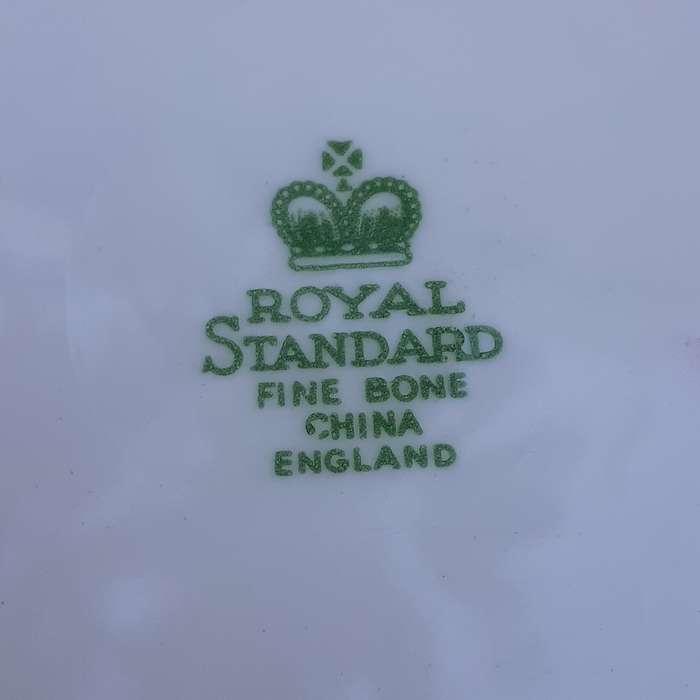 ROYAL
STANDARD
FINE BONE
CHINA
ENGLAND